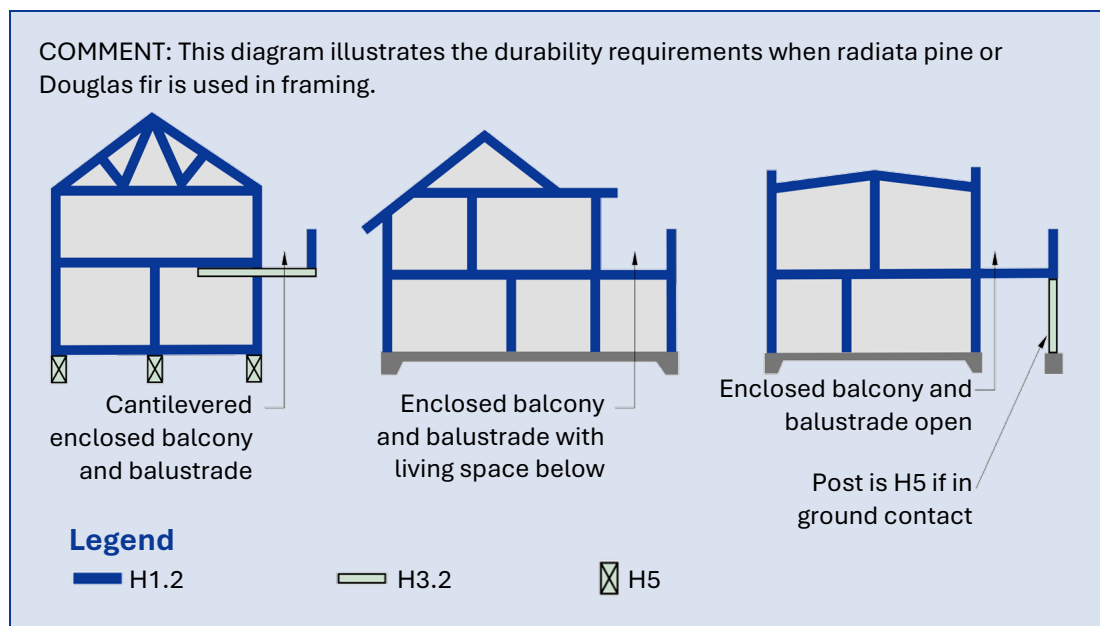 COMMENT: This diagram illustrates the durability requirements when radiata pine or
Douglas fir is used in framing.
Cantilevered
enclosed balcony
and balustrade
Enclosed balcony
and balustrade with
living space below
Enclosed balcony and
balustrade open
Post is H5 if in
ground contact
Legend
H1.2
H3.2
H5